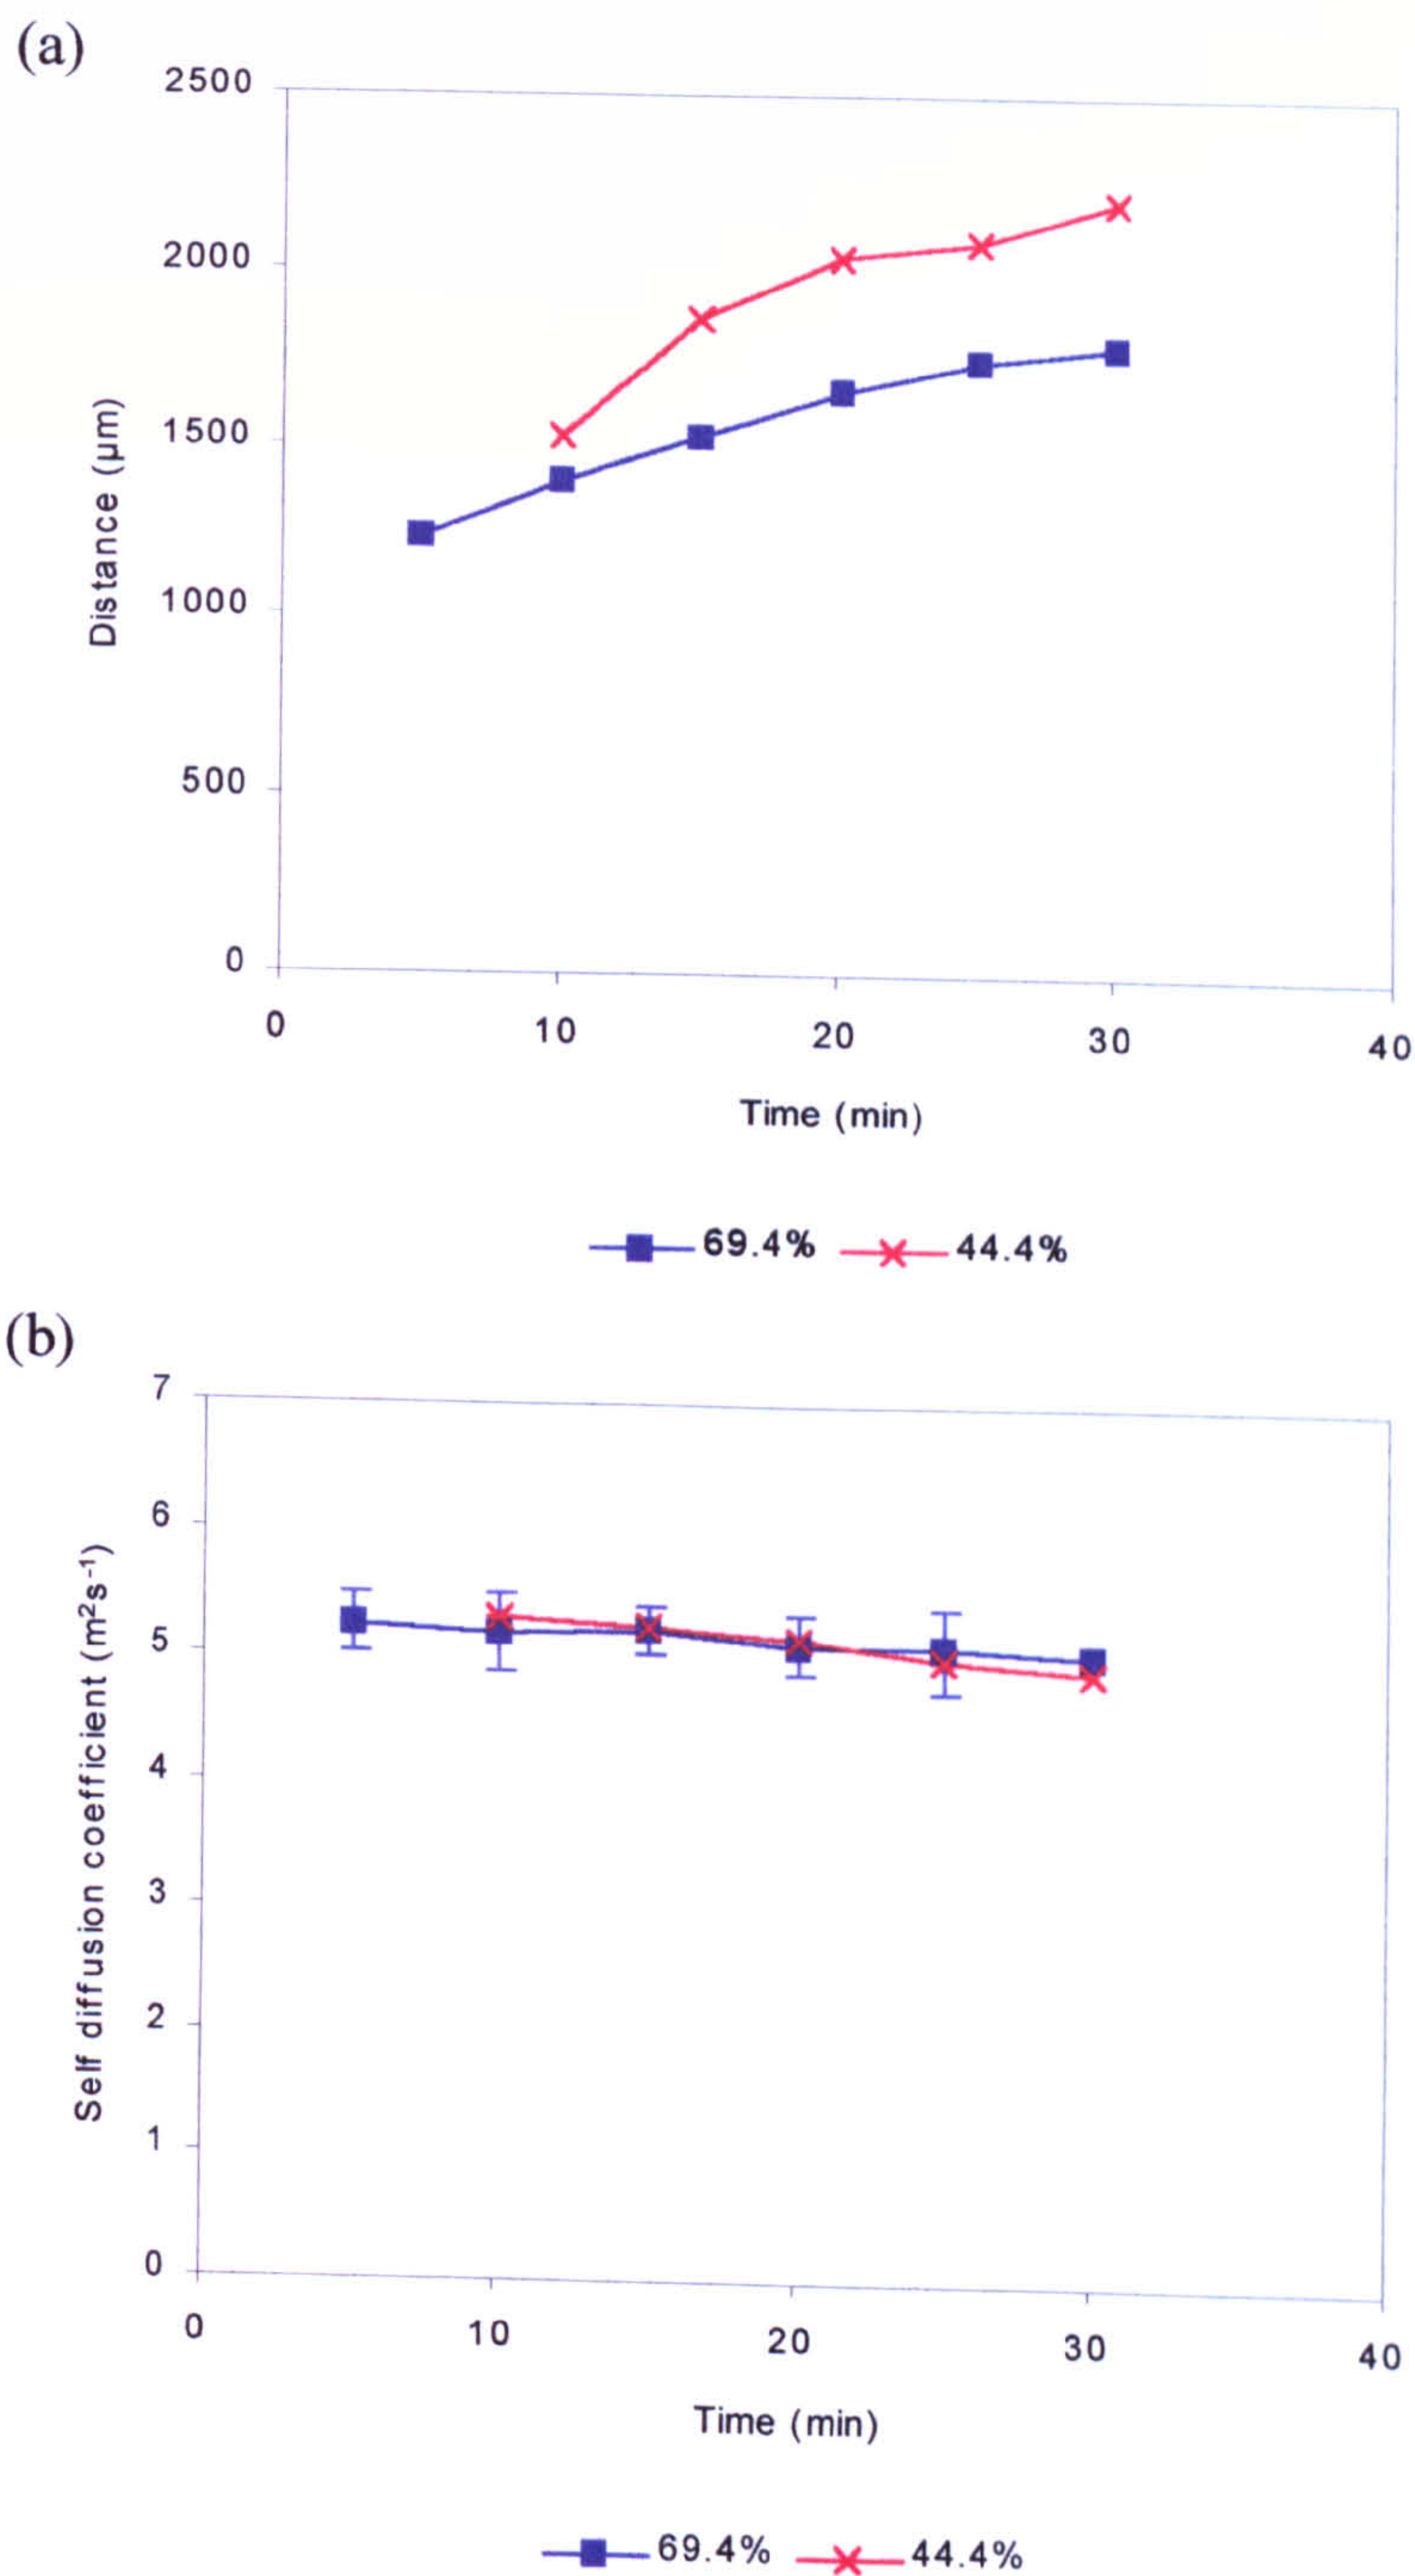 (a)
2500
2000
1500
1000
500
0
Distance (µm)
0 10 20 30 40
Time (min)
69.4% 44.4%
(b)
7
6
5
4
3
2
1
0
Self diffusion coefficient (m²s⁻¹)
0 10 20 30 40
Time (min)
69.4% 44.4%